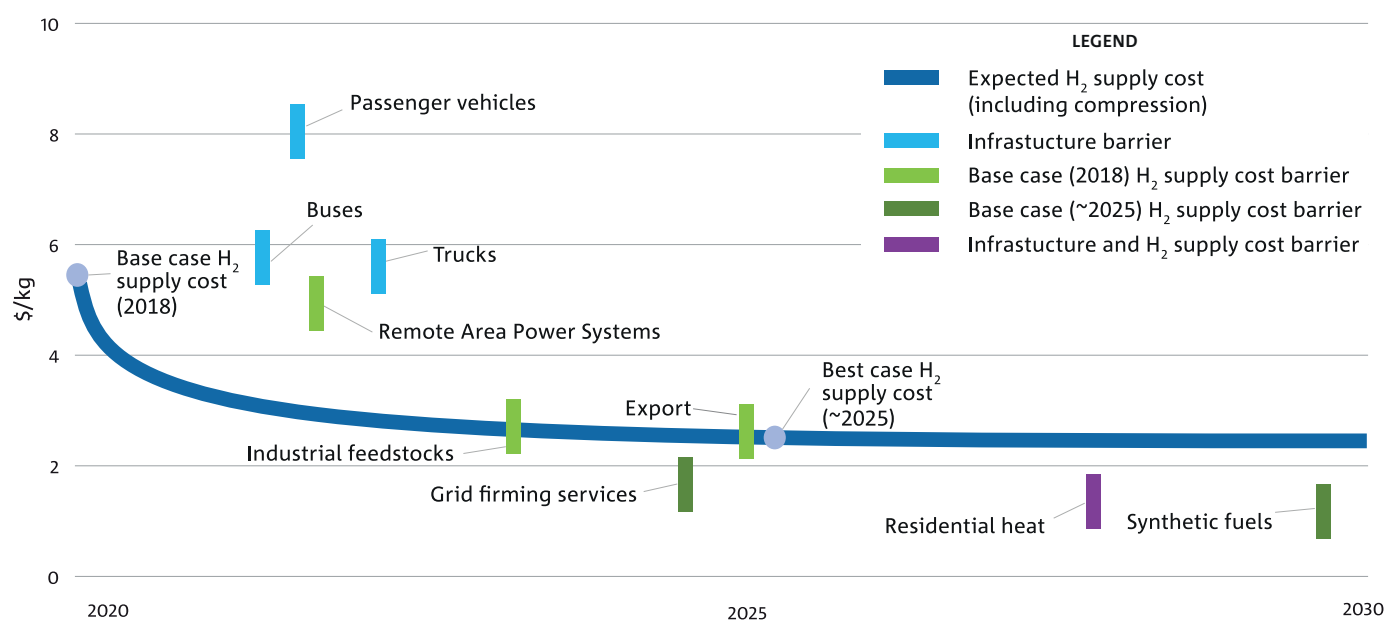 10
8
6
4
2
0
$/kg
2020
2025
2030
Passenger vehicles
Buses
Base case H2
supply cost
(2018)
Trucks
Remote Area Power Systems
Best case H2
supply cost
(~2025)
Export
Industrial feedstocks
Grid firming services
Residential heat
Synthetic fuels
LEGEND
Expected H2 supply cost
(including compression)
Infrastucture barrier
Base case (2018) H2 supply cost barrier
Base case (~2025) H2 supply cost barrier
Infrastucture and H2 supply cost barrier